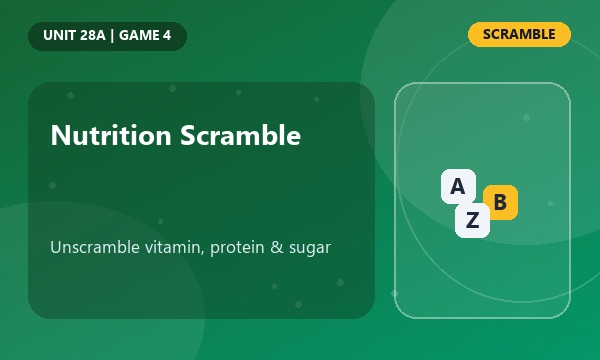 UNIT 28A | GAME 4
SCRAMBLE
Nutrition Scramble
Unscramble vitamin, protein & sugar
A
B
Z